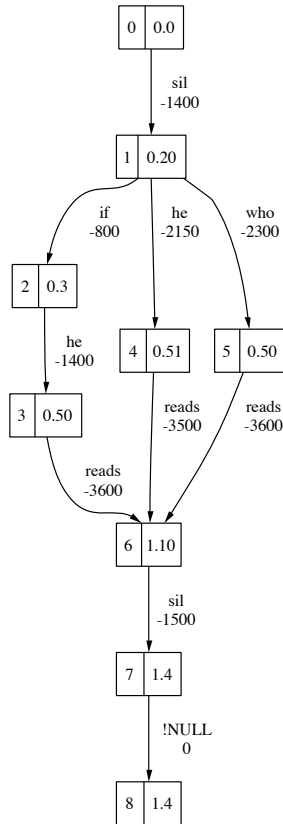 0 0.0
sil
-1400
1 0.20
if
-800
he
-2150
who
-2300
2 0.3
he
-1400
4 0.51
5 0.50
3 0.50
reads
-3500
reads
-3600
reads
-3600
6 1.10
sil
-1500
7 1.4
!NULL
0
8 1.4